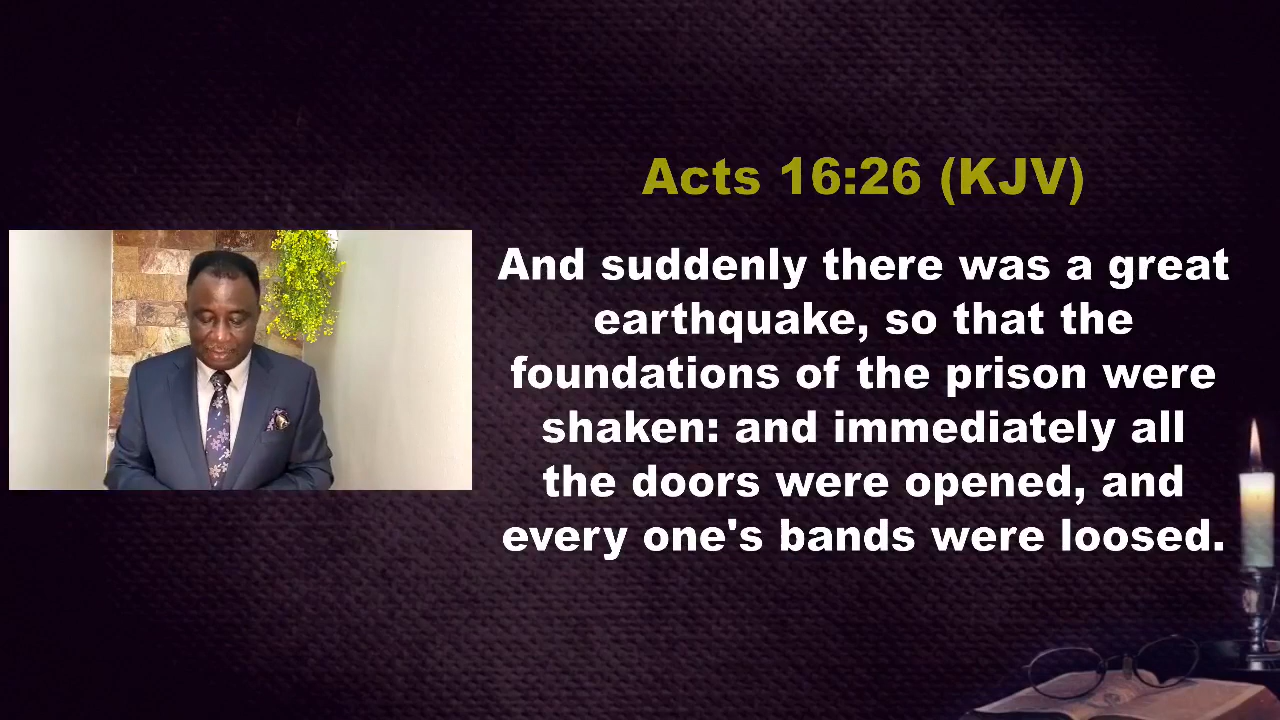 Acts 16:26 (KJV)
And suddenly there was a great
earthquake, so that the
foundations of the prison were
shaken: and immediately all
the doors were opened, and
every one's bands were loosed.